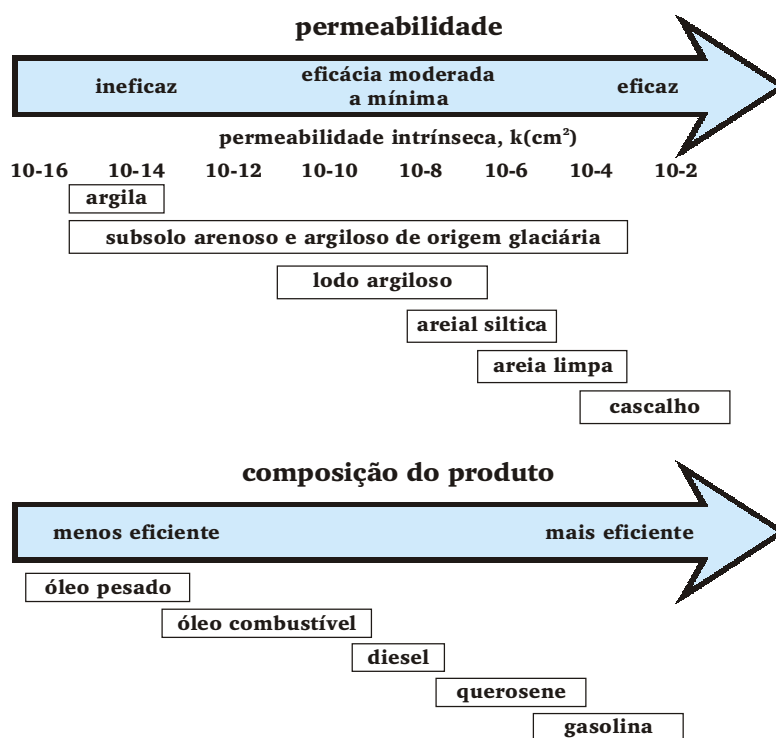 permeabilidade
ineficaz
eficácia moderada
a mínima
eficaz
permeabilidade intrínseca, k(cm²)
10-16 10-14 10-12 10-10 10-8 10-6 10-4 10-2
argila
subsolo arenoso e argiloso de origem glaciária
lodo argiloso
areial siltica
areia limpa
cascalho
composição do produto
menos eficiente mais eficiente
óleo pesado
óleo combustível
diesel
querosene
gasolina